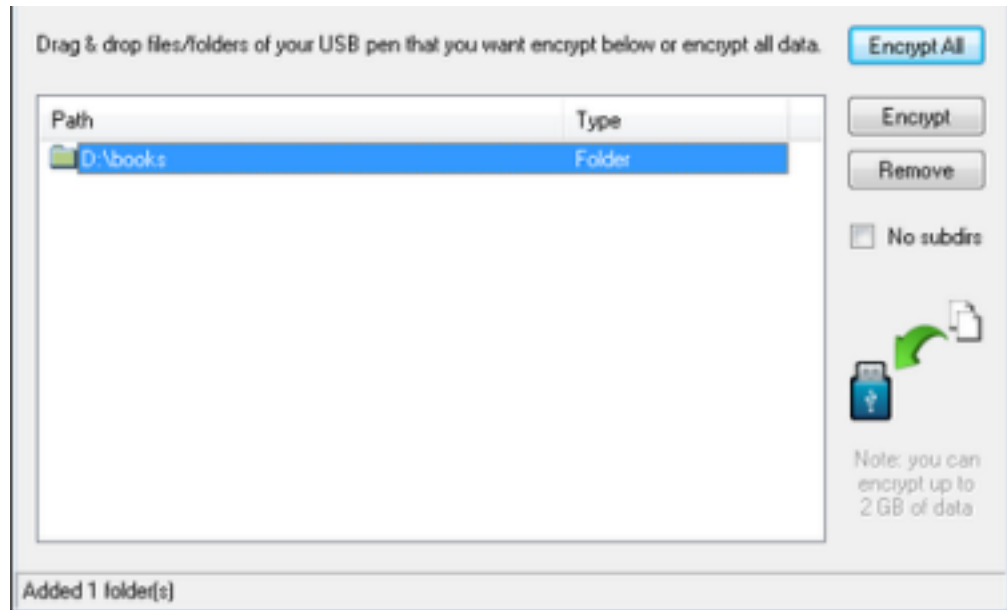 Drag & drop files/folders of your USB pen that you want encrypt below or encrypt all data.
Encrypt All
Path Type
Encrypt
D:\books Folder
Remove
No subdirs
Note: you can
encrypt up to
2 GB of data
Added 1 folder(s)